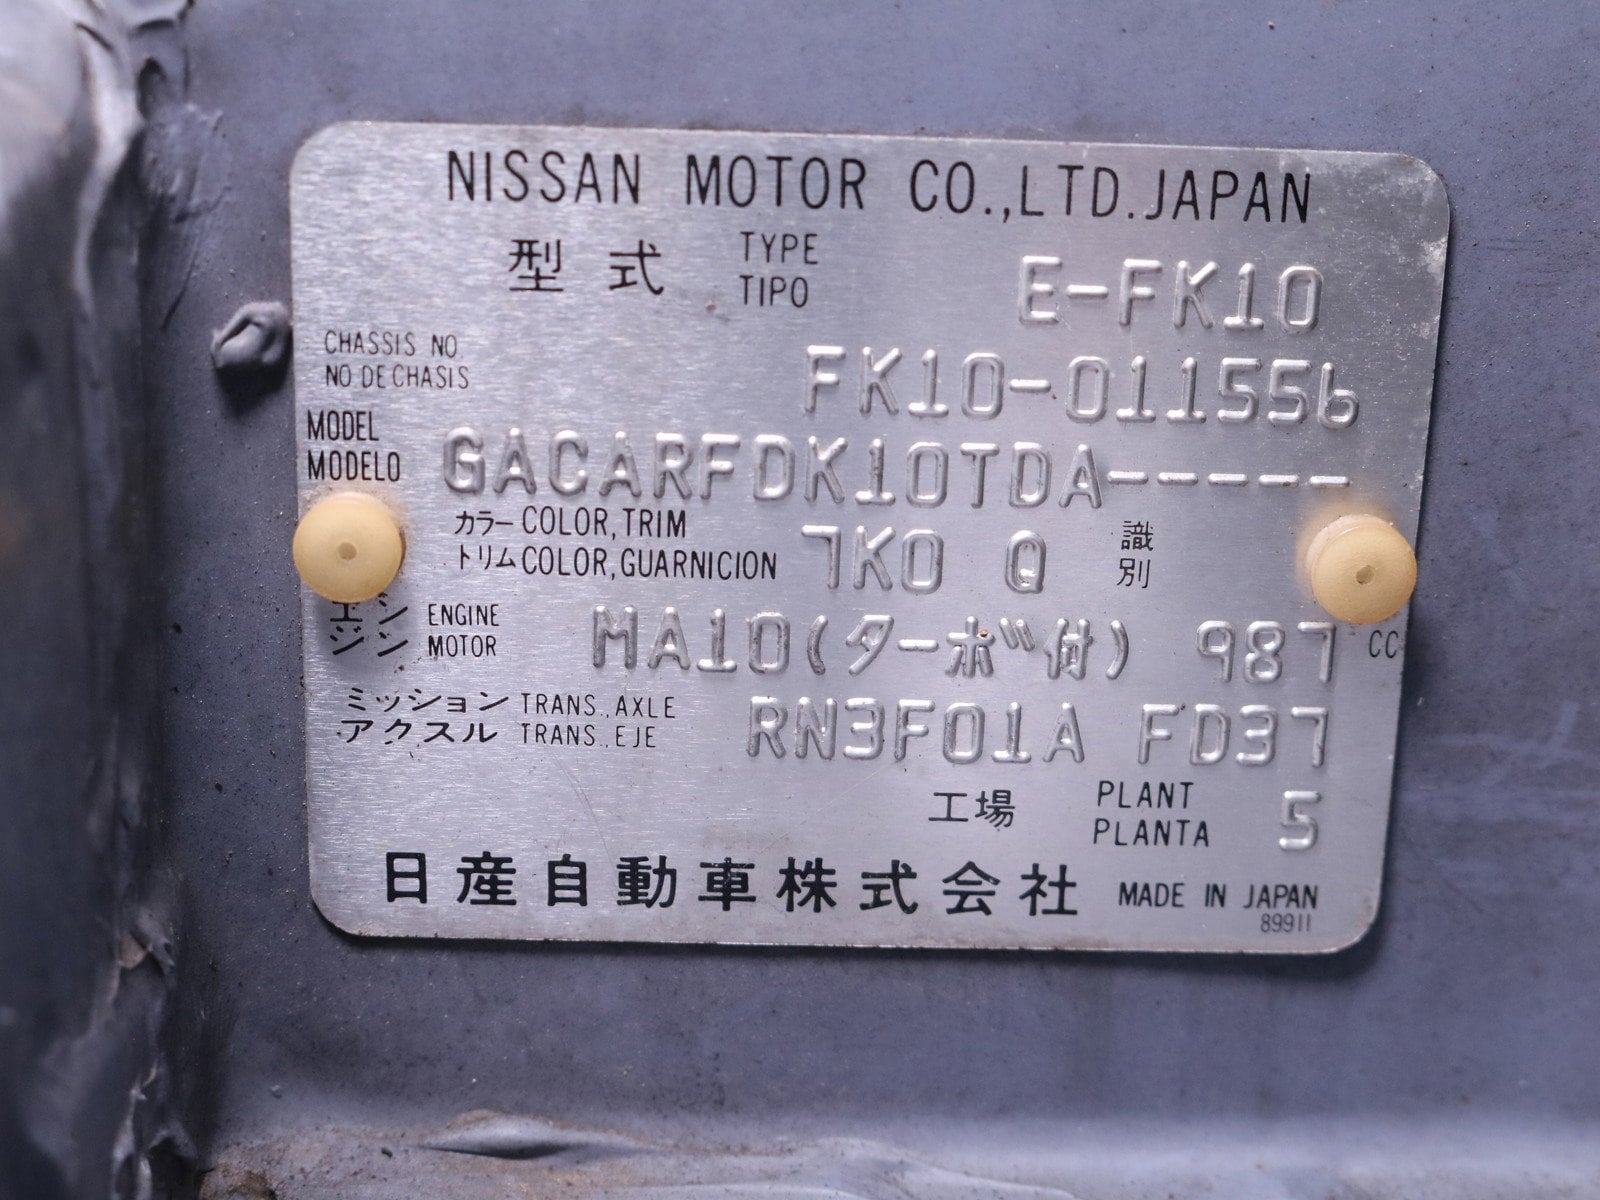 NISSAN MOTOR CO.,LTD.JAPAN
型式 TYPE E-FK10
TIPO
CHASSIS NO. FK10-011556
NO DE CHASIS
MODEL GACARFDK10TDA-----
MODELO
カラー COLOR,TRIM 7K0 Q 識別
トリム COLOR,GUARNICION
エンジン ENGINE MA10(ターボ付) 987 CC
MOTOR
ミッション TRANS.,AXLE RN3F01A FD37
アクスル TRANS.,EJE
工場 PLANT 5
PLANTA
日産自動車株式会社 MADE IN JAPAN
89911